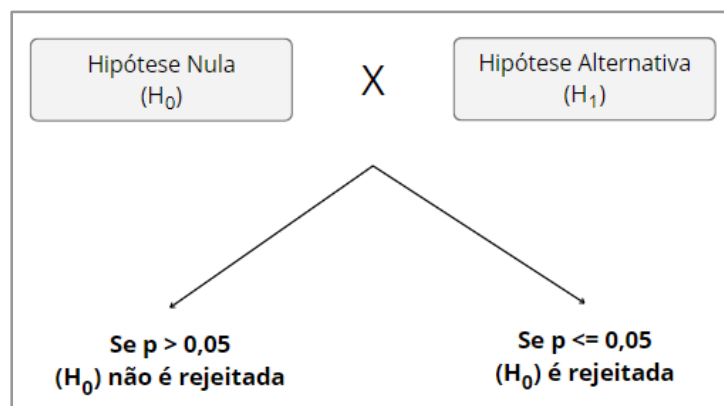 Hipótese Nula
(H₀)
X
Hipótese Alternativa
(H₁)
Se p > 0,05
(H₀) não é rejeitada
Se p <= 0,05
(H₀) é rejeitada